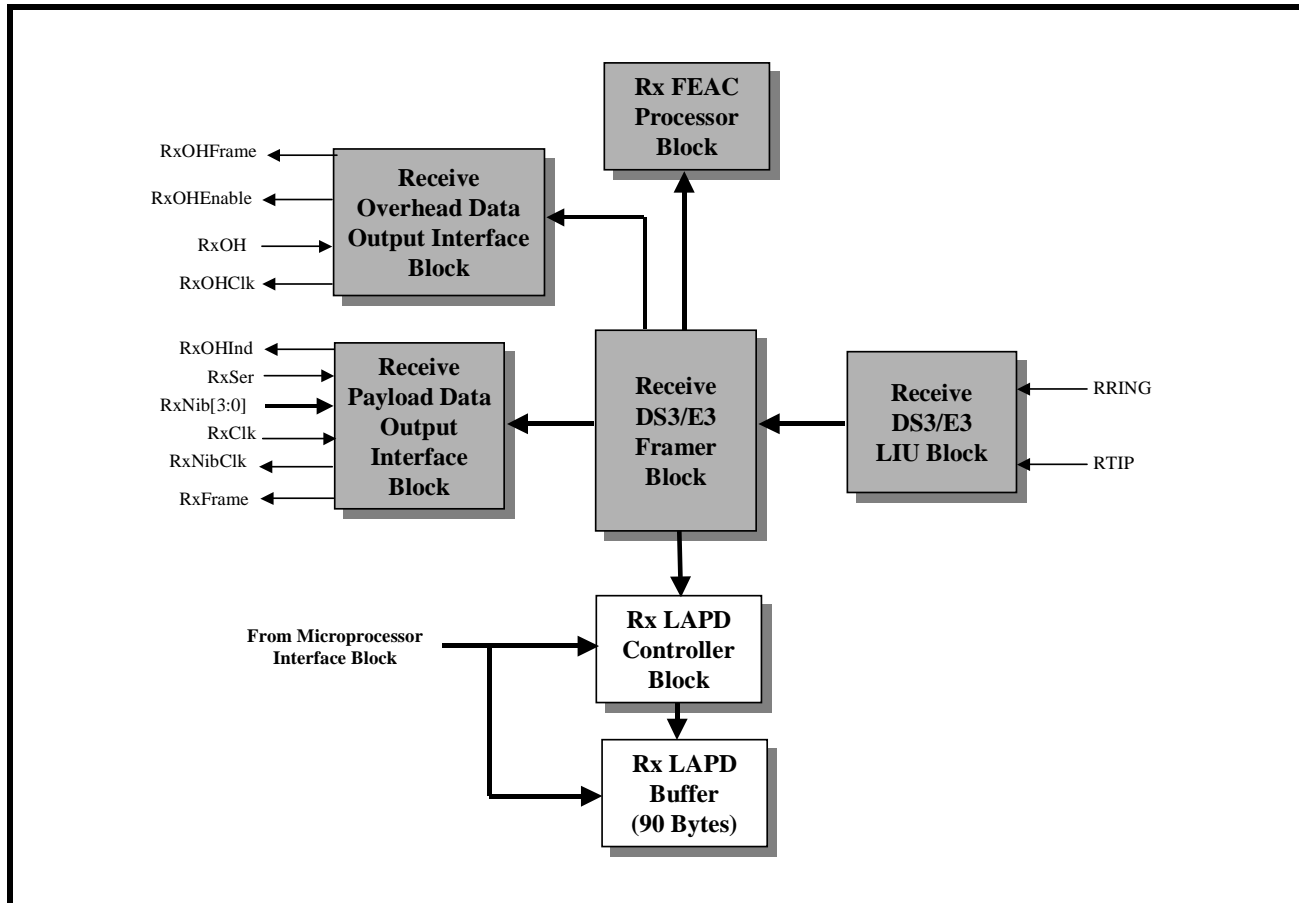 Rx FEAC
Processor
Block
RxOHFrame
RxOHEnable
RxOH
RxOHClk
Receive
Overhead Data
Output Interface
Block
RxOHInd
RxSer
RxNib[3:0]
RxClk
RxNibClk
RxFrame
Receive
Payload Data
Output
Interface
Block
Receive
DS3/E3
Framer
Block
Receive
DS3/E3
LIU Block
RRING
RTIP
From Microprocessor
Interface Block
Rx LAPD
Controller
Block
Rx LAPD
Buffer
(90 Bytes)